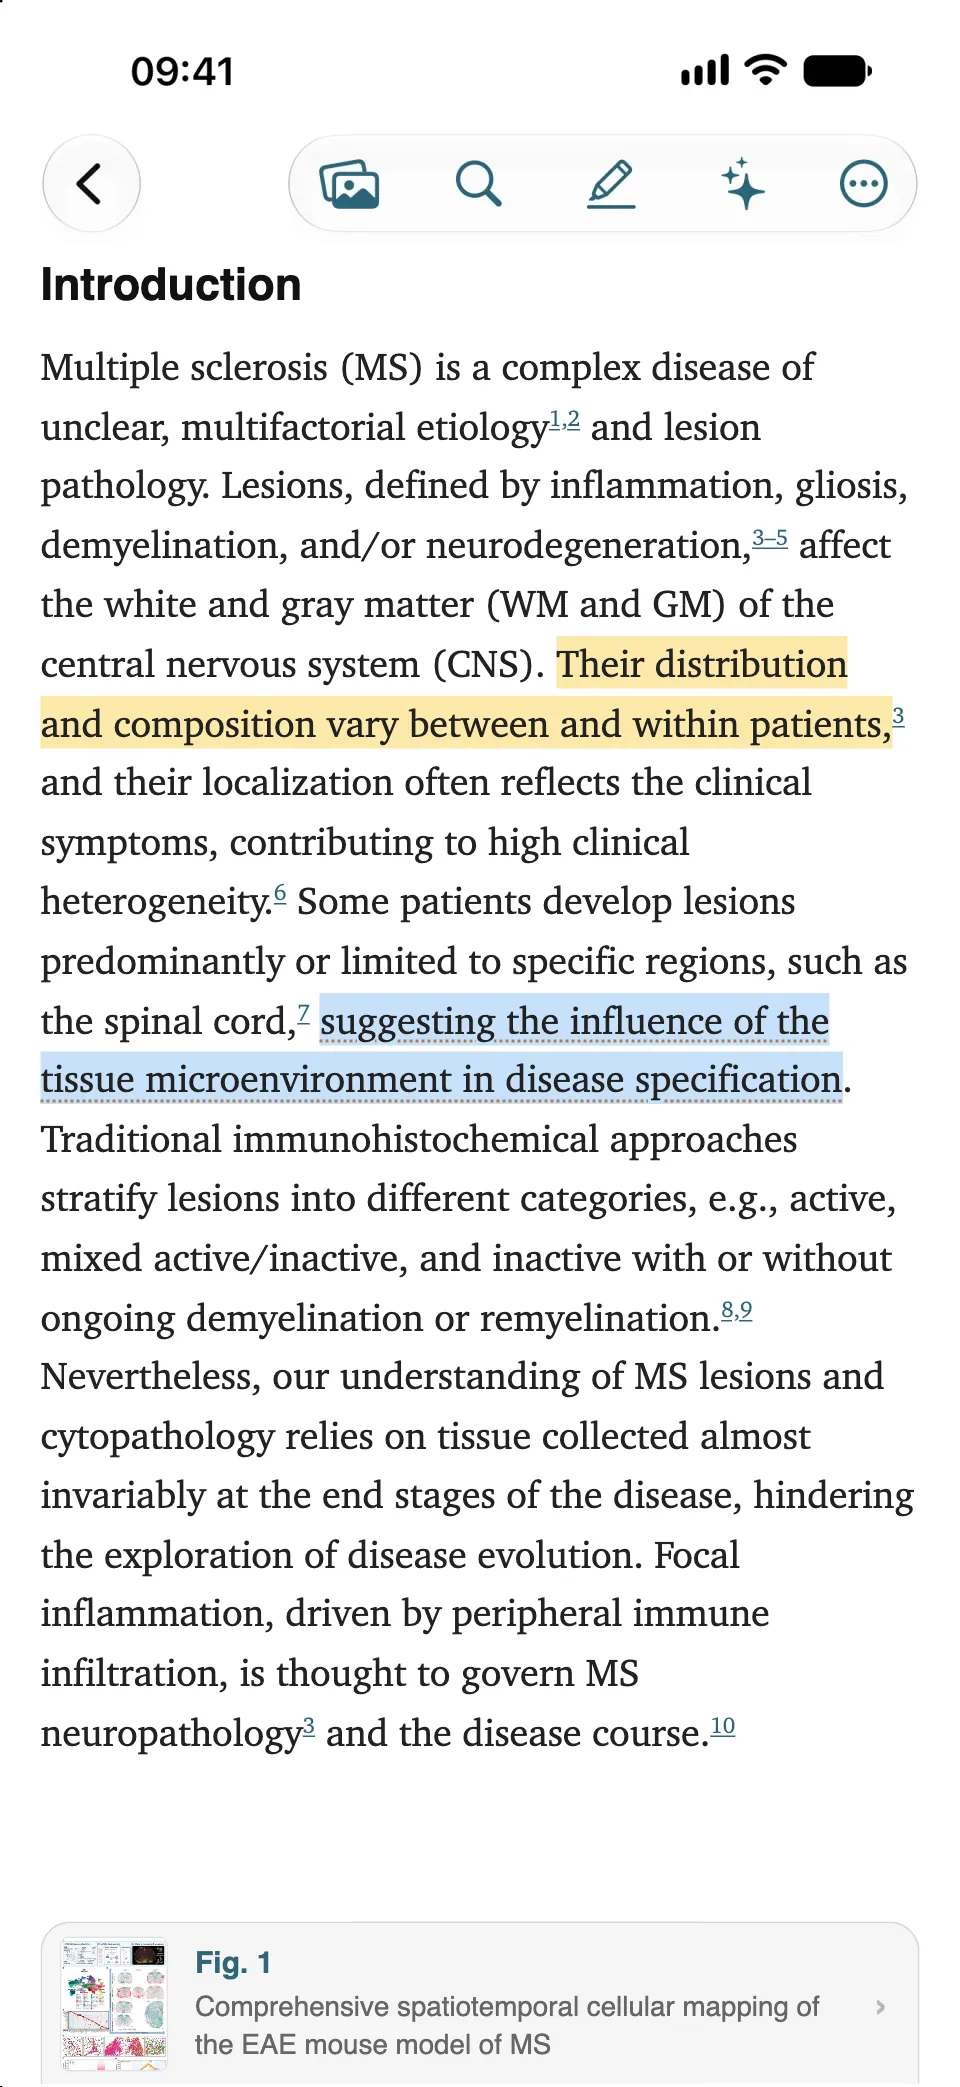 09:41
Introduction
Multiple sclerosis (MS) is a complex disease of
unclear, multifactorial etiology1,2 and lesion
pathology. Lesions, defined by inflammation, gliosis,
demyelination, and/or neurodegeneration,3–5 affect
the white and gray matter (WM and GM) of the
central nervous system (CNS). Their distribution
and composition vary between and within patients,3
and their localization often reflects the clinical
symptoms, contributing to high clinical
heterogeneity.6 Some patients develop lesions
predominantly or limited to specific regions, such as
the spinal cord,7 suggesting the influence of the
tissue microenvironment in disease specification.
Traditional immunohistochemical approaches
stratify lesions into different categories, e.g., active,
mixed active/inactive, and inactive with or without
ongoing demyelination or remyelination.8,9
Nevertheless, our understanding of MS lesions and
cytopathology relies on tissue collected almost
invariably at the end stages of the disease, hindering
the exploration of disease evolution. Focal
inflammation, driven by peripheral immune
infiltration, is thought to govern MS
neuropathology3 and the disease course.10
Fig. 1
Comprehensive spatiotemporal cellular mapping of
the EAE mouse model of MS